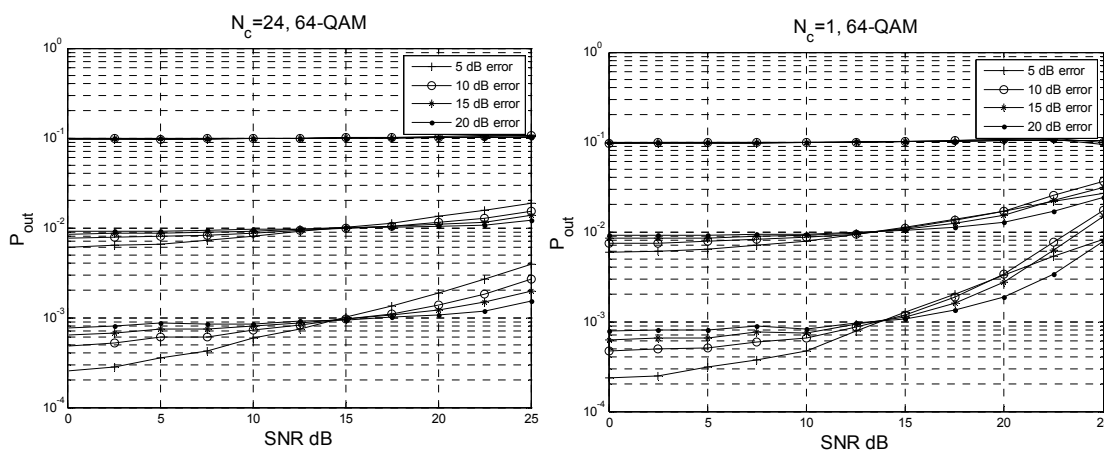 N_c=24, 64-QAM
10^0
10^-1
10^-2
10^-3
10^-4
P_out
0 5 10 15 20 25
SNR dB
5 dB error
10 dB error
15 dB error
20 dB error
N_c=1, 64-QAM
10^0
10^-1
10^-2
10^-3
10^-4
P_out
0 5 10 15 20 25
SNR dB
5 dB error
10 dB error
15 dB error
20 dB error